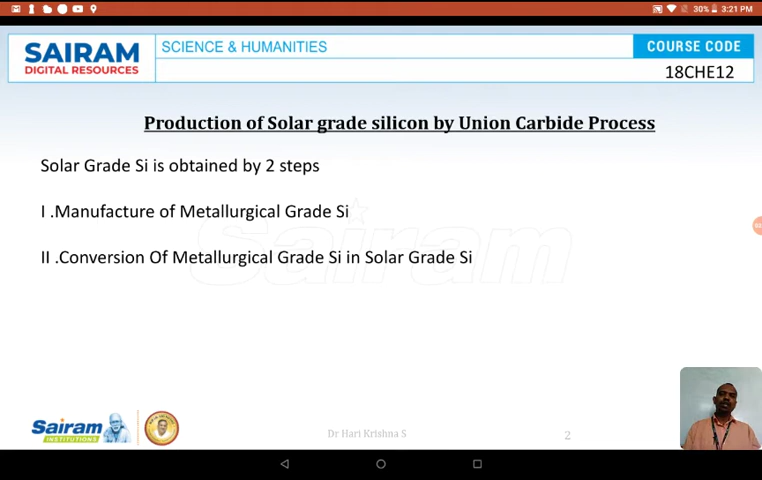 30% 3:21 PM
SAIRAM
DIGITAL RESOURCES
SCIENCE & HUMANITIES
COURSE CODE
18CHE12
Production of Solar grade silicon by Union Carbide Process
Solar Grade Si is obtained by 2 steps
I .Manufacture of Metallurgical Grade Si
II .Conversion Of Metallurgical Grade Si in Solar Grade Si
Sairam
Sairam
INSTITUTIONS
Dr Hari Krishna S
2